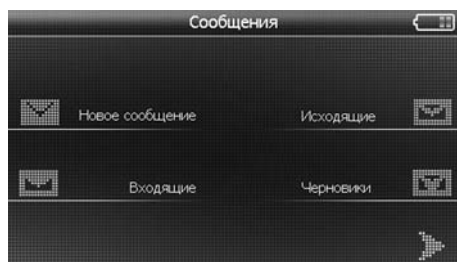 Сообщения
Новое сообщение
Исходящие
Входящие
Черновики